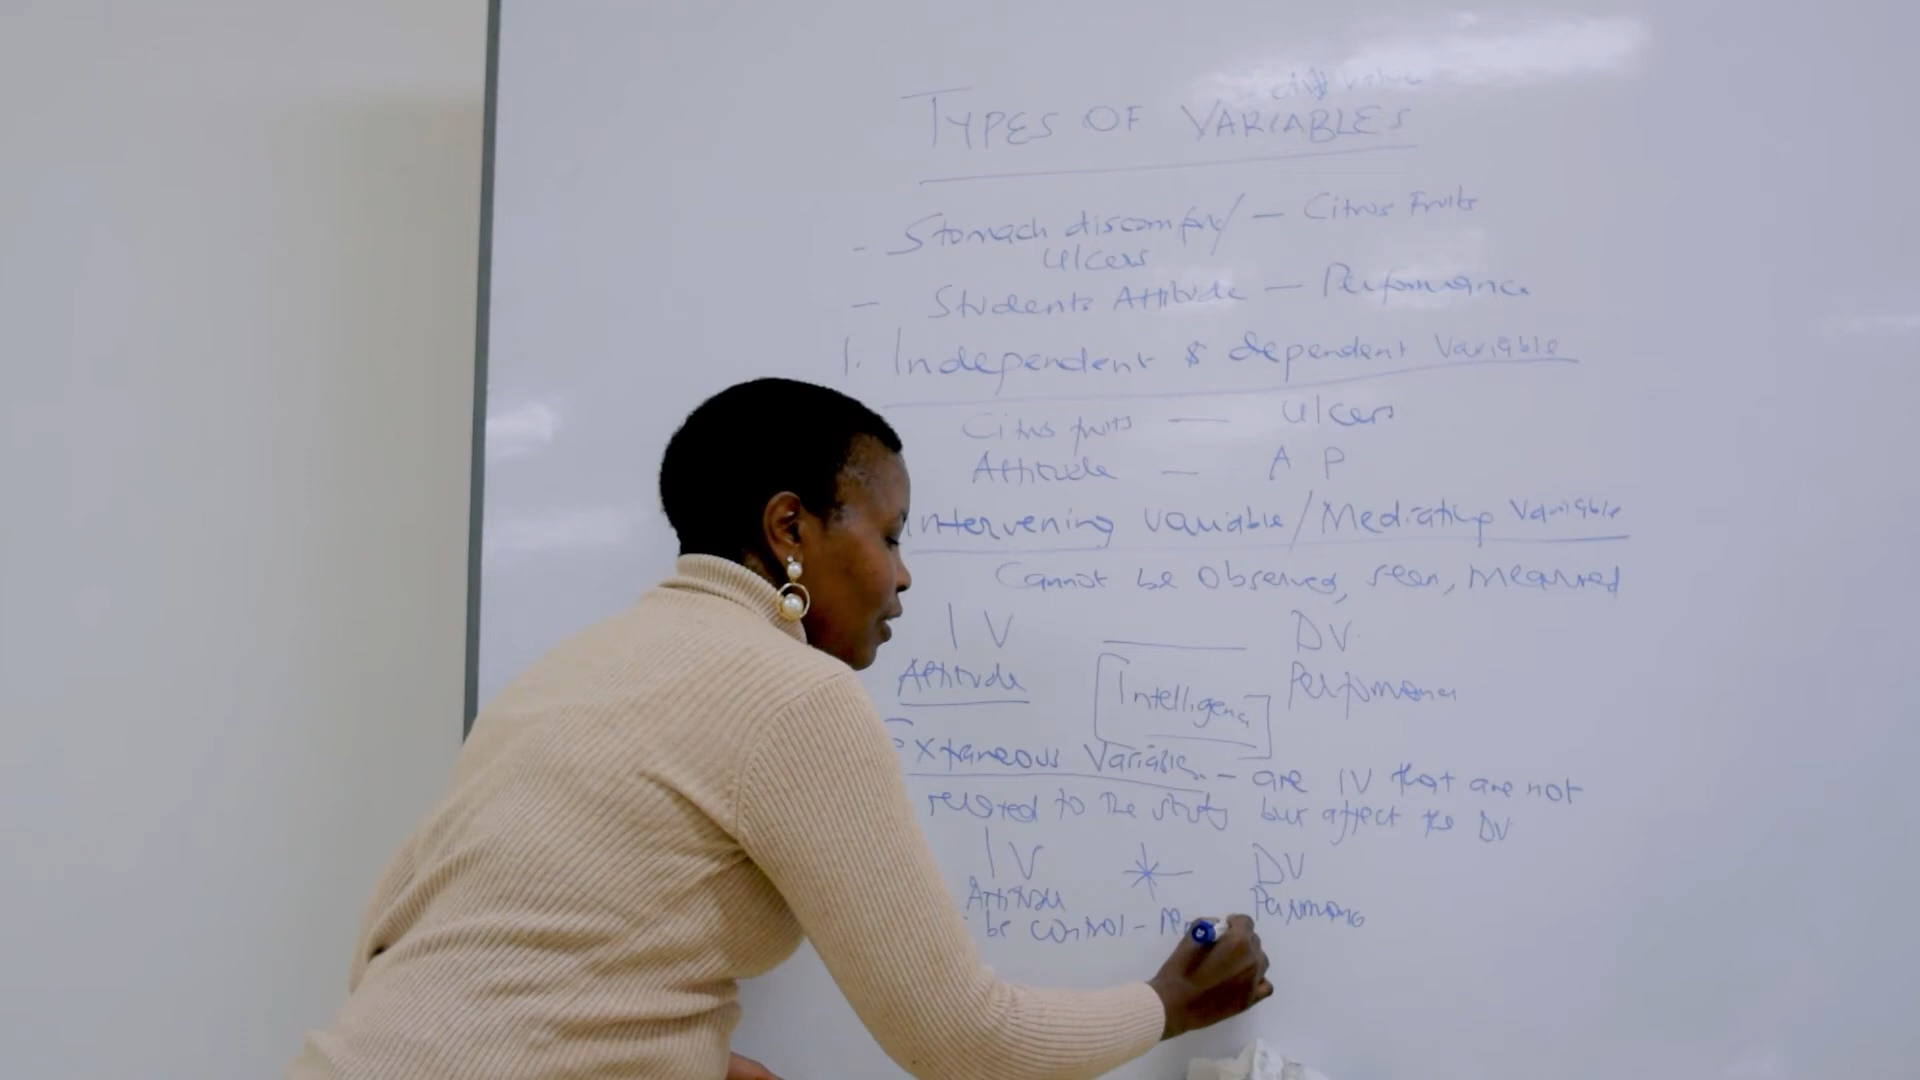 diff value
TYPES OF VARIABLES
- Stomach discomfort/ - Citrus Fruits
Ulcers
- Students Attitude - Performance
1. Independent & dependent Variable
Citrus fruits - Ulcers
Attitude - A P
Intervening Variable/Mediating Variable
Cannot be Observed, seen, measured
IV DV
Attitude Intelligence Performance
Extraneous Variable - are IV that are not
related to the study but affect the DV
IV DV
Attitude Performance
be control -